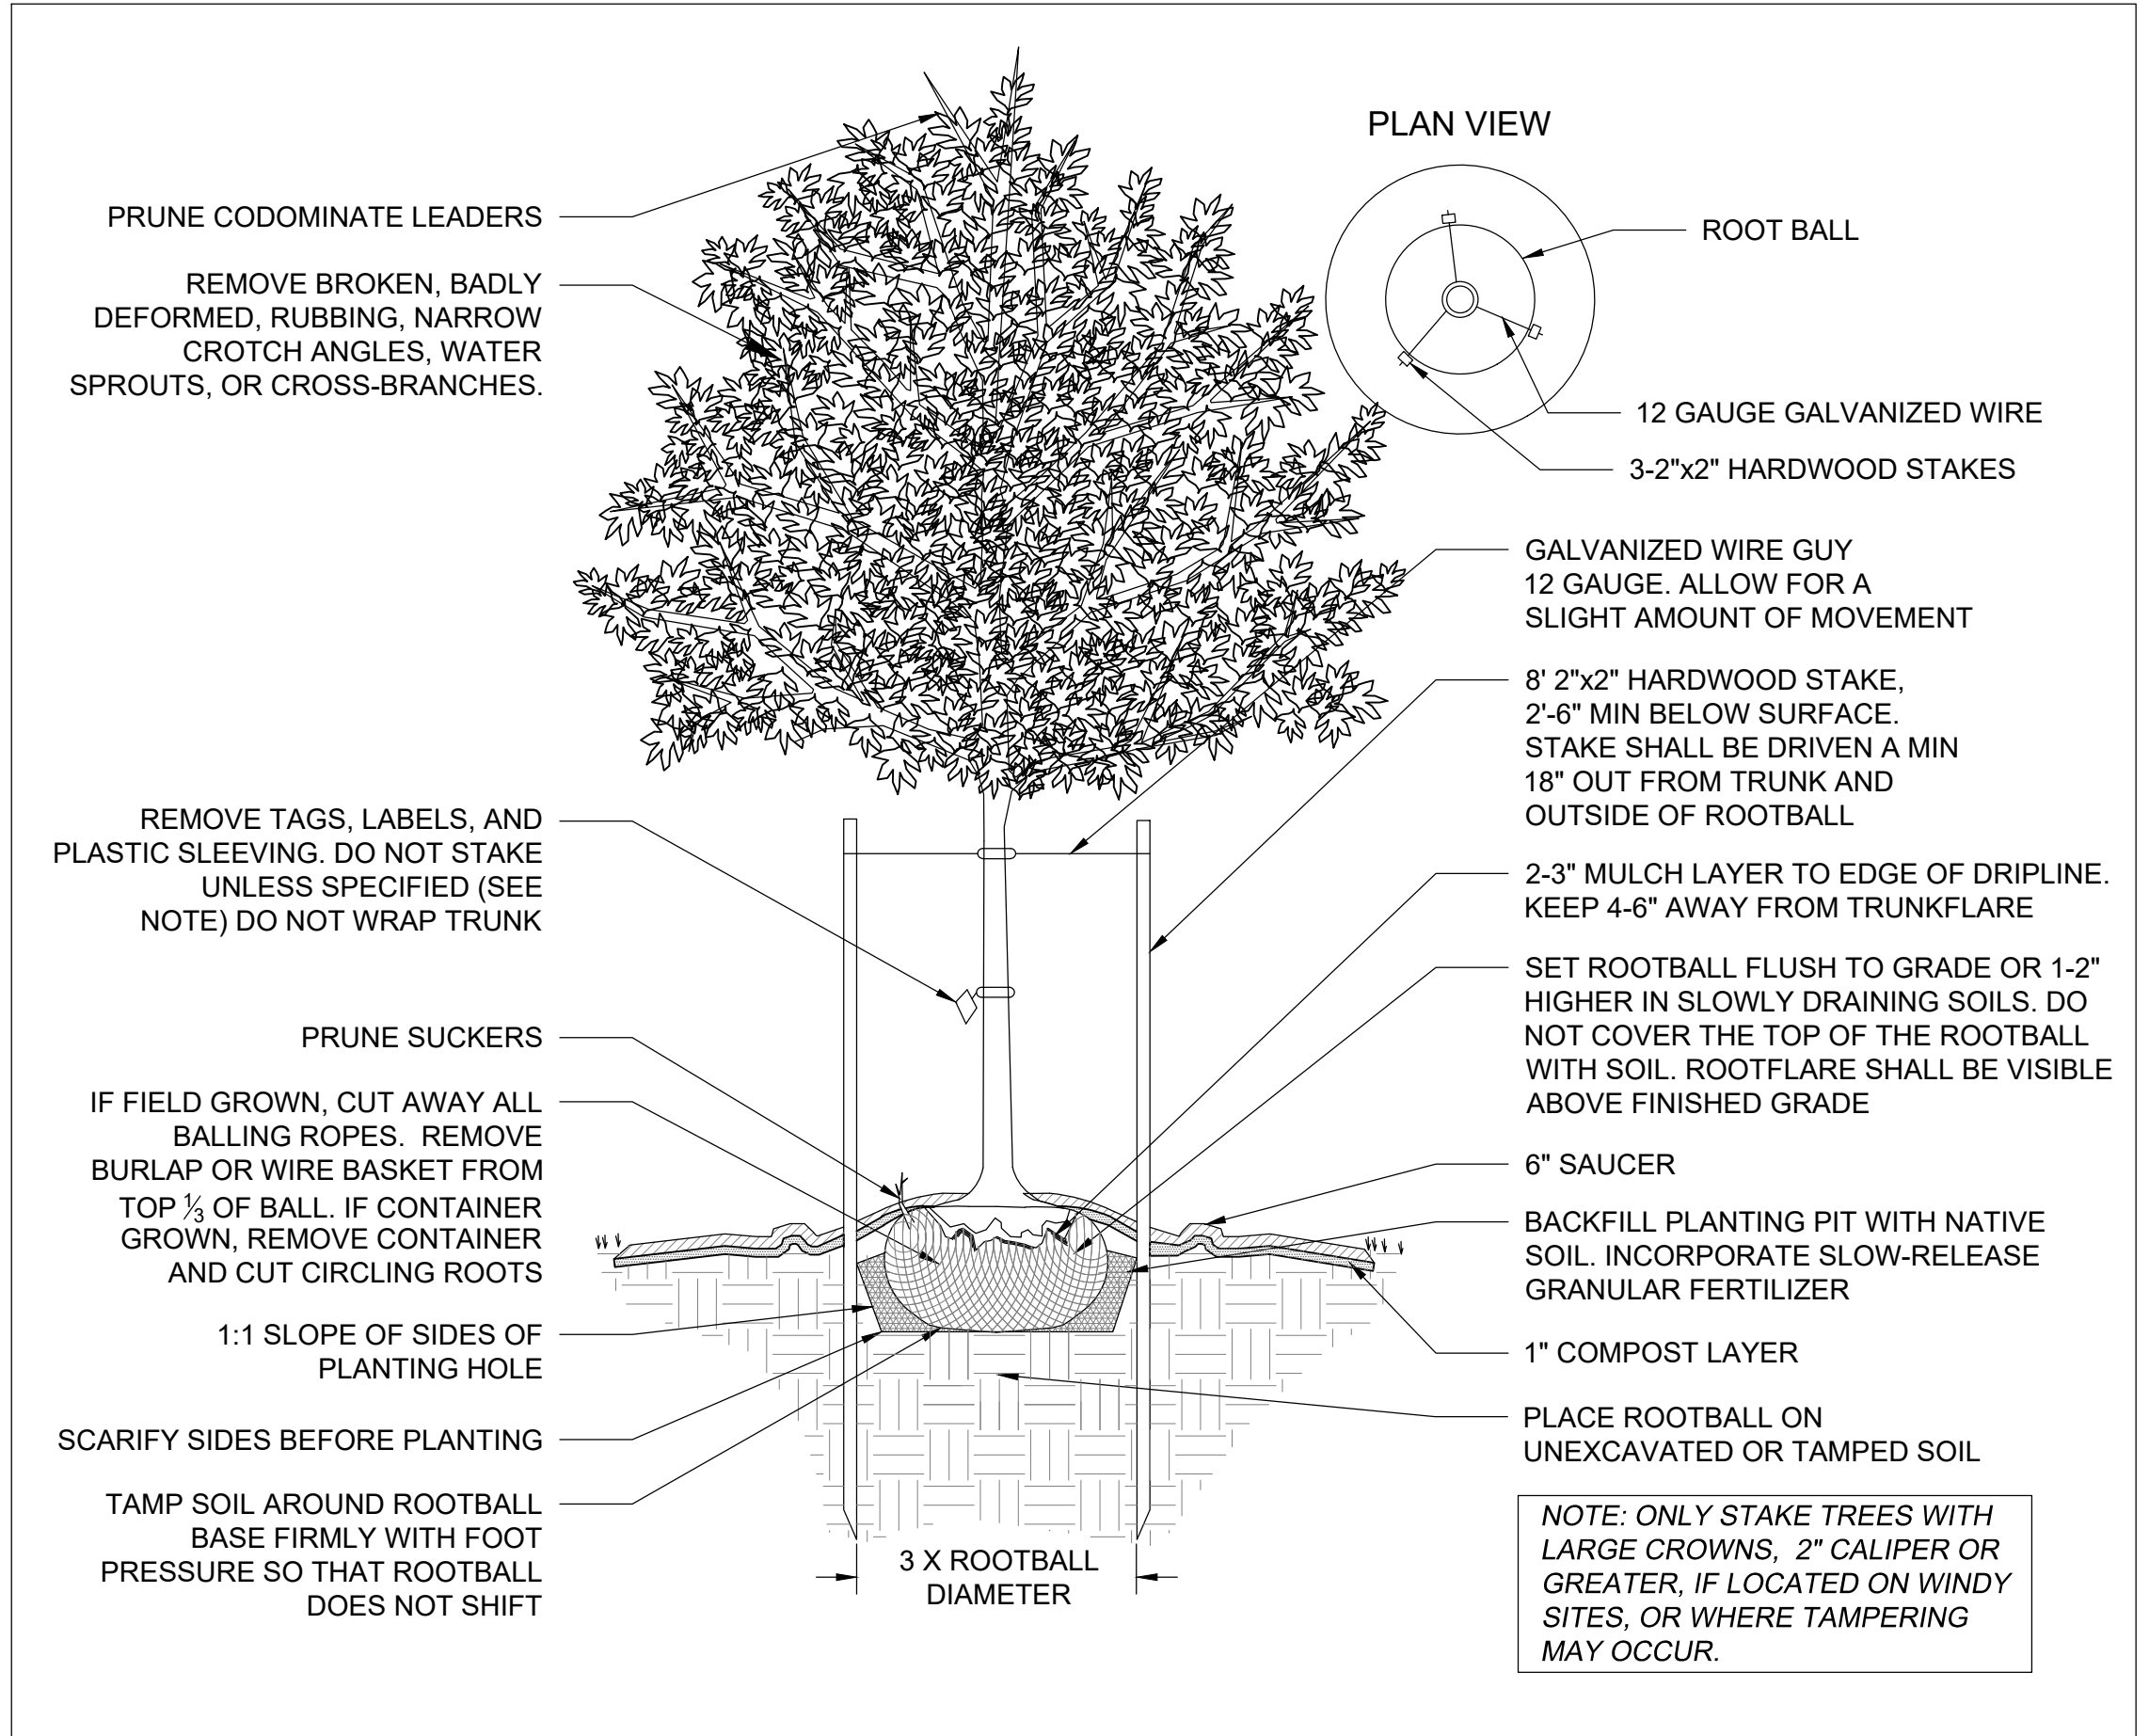 PLAN VIEW
PRUNE CODOMINATE LEADERS
REMOVE BROKEN, BADLY
DEFORMED, RUBBING, NARROW
CROTCH ANGLES, WATER
SPROUTS, OR CROSS-BRANCHES.
REMOVE TAGS, LABELS, AND
PLASTIC SLEEVING. DO NOT STAKE
UNLESS SPECIFIED (SEE
NOTE) DO NOT WRAP TRUNK
PRUNE SUCKERS
IF FIELD GROWN, CUT AWAY ALL
BALLING ROPES. REMOVE
BURLAP OR WIRE BASKET FROM
TOP ⅓ OF BALL. IF CONTAINER
GROWN, REMOVE CONTAINER
AND CUT CIRCLING ROOTS
1:1 SLOPE OF SIDES OF
PLANTING HOLE
SCARIFY SIDES BEFORE PLANTING
TAMP SOIL AROUND ROOTBALL
BASE FIRMLY WITH FOOT
PRESSURE SO THAT ROOTBALL
DOES NOT SHIFT
3 X ROOTBALL
DIAMETER
ROOT BALL
12 GAUGE GALVANIZED WIRE
3-2"x2" HARDWOOD STAKES
GALVANIZED WIRE GUY
12 GAUGE. ALLOW FOR A
SLIGHT AMOUNT OF MOVEMENT
8' 2"x2" HARDWOOD STAKE,
2'-6" MIN BELOW SURFACE.
STAKE SHALL BE DRIVEN A MIN
18" OUT FROM TRUNK AND
OUTSIDE OF ROOTBALL
2-3" MULCH LAYER TO EDGE OF DRIPLINE.
KEEP 4-6" AWAY FROM TRUNKFLARE
SET ROOTBALL FLUSH TO GRADE OR 1-2"
HIGHER IN SLOWLY DRAINING SOILS. DO
NOT COVER THE TOP OF THE ROOTBALL
WITH SOIL. ROOTFLARE SHALL BE VISIBLE
ABOVE FINISHED GRADE
6" SAUCER
BACKFILL PLANTING PIT WITH NATIVE
SOIL. INCORPORATE SLOW-RELEASE
GRANULAR FERTILIZER
1" COMPOST LAYER
PLACE ROOTBALL ON
UNEXCAVATED OR TAMPED SOIL
NOTE: ONLY STAKE TREES WITH
LARGE CROWNS, 2" CALIPER OR
GREATER, IF LOCATED ON WINDY
SITES, OR WHERE TAMPERING
MAY OCCUR.